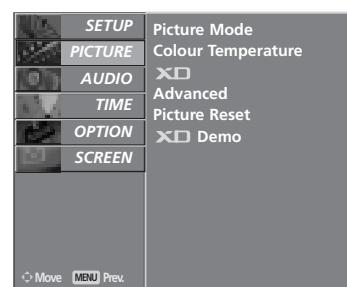 SETUP
PICTURE
AUDIO
TIME
OPTION
SCREEN
Move MENU Prev.
Picture Mode
Colour Temperature
XD
Advanced
Picture Reset
XD Demo